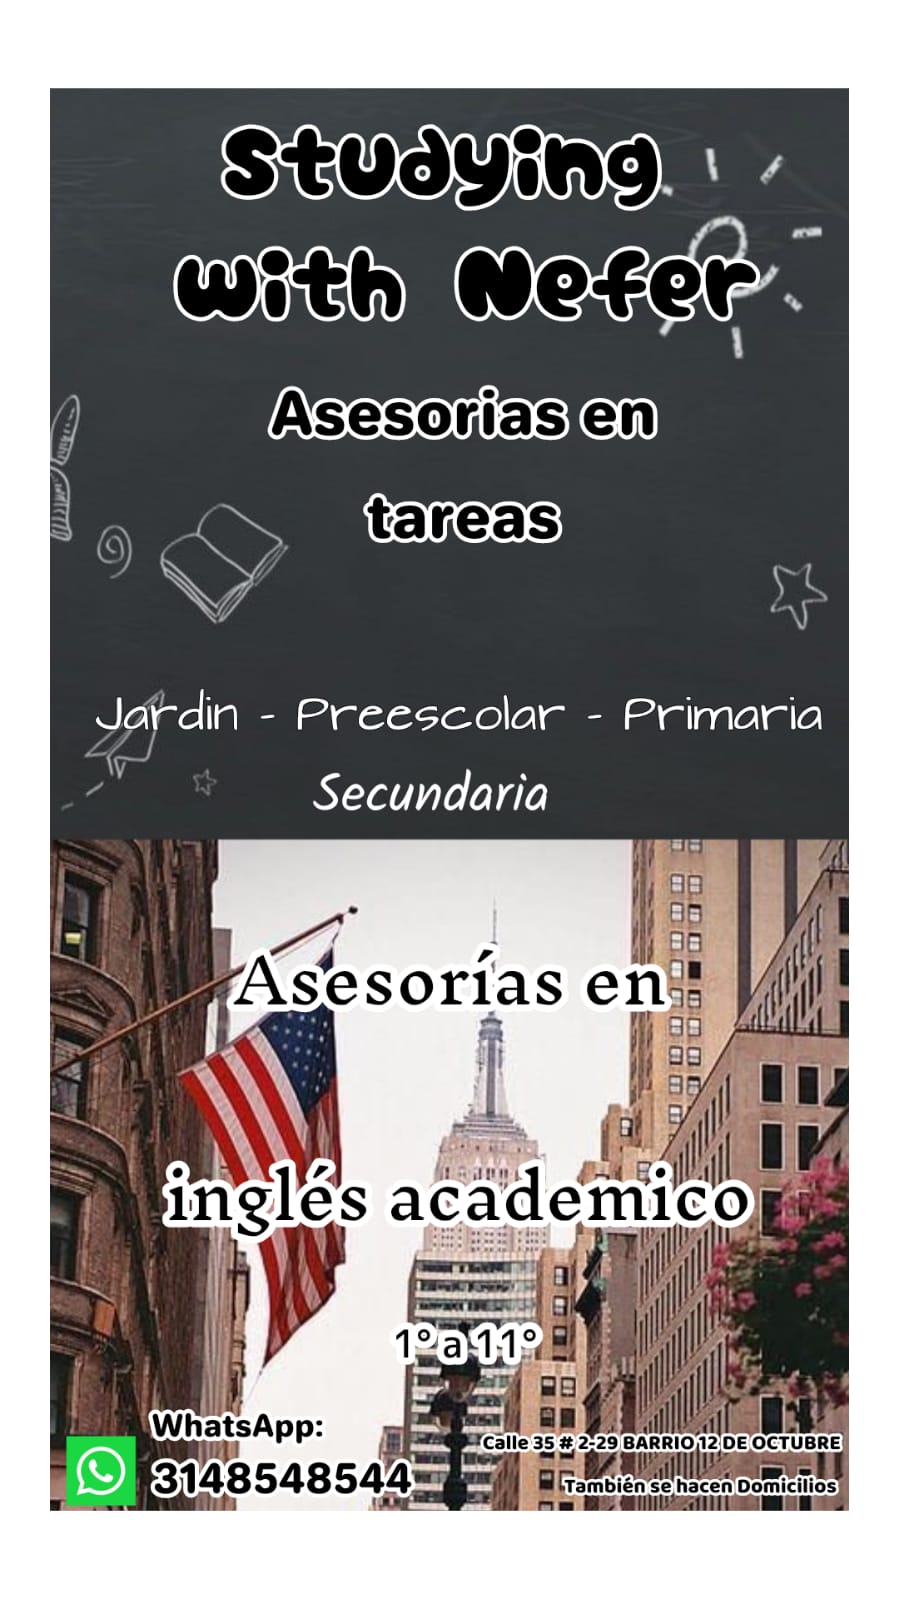 Studying
with Nefer
Asesorias en
tareas
Jardin - Preescolar - Primaria
Secundaria
Asesorías en
inglés academico
1° a 11°
WhatsApp:
3148548544
Calle 35 # 2-29 BARRIO 12 DE OCTUBRE
También se hacen Domicilios